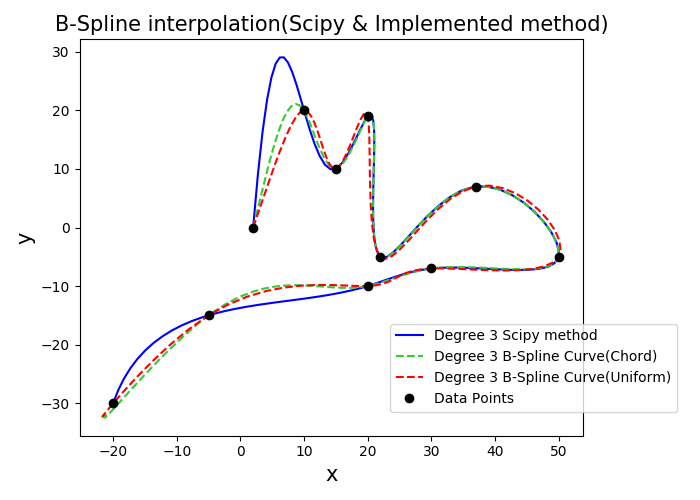 B-Spline interpolation(Scipy & Implemented method)
30
20
10
0
−10
−20
−30
y
−20 −10 0 10 20 30 40 50
x
Degree 3 Scipy method
Degree 3 B-Spline Curve(Chord)
Degree 3 B-Spline Curve(Uniform)
Data Points